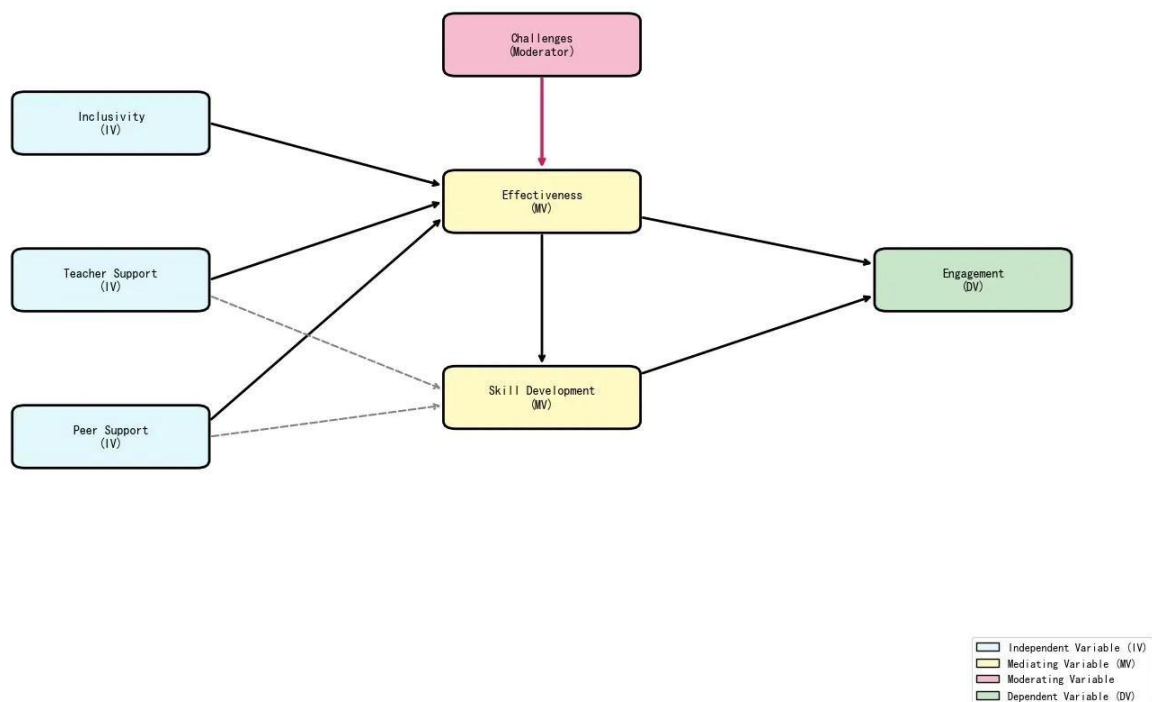 Challenges
(Moderator)
Inclusivity
(IV)
Effectiveness
(MV)
Teacher Support
(IV)
Engagement
(DV)
Skill Development
(MV)
Peer Support
(IV)
Independent Variable (IV)
Mediating Variable (MV)
Moderating Variable
Dependent Variable (DV)